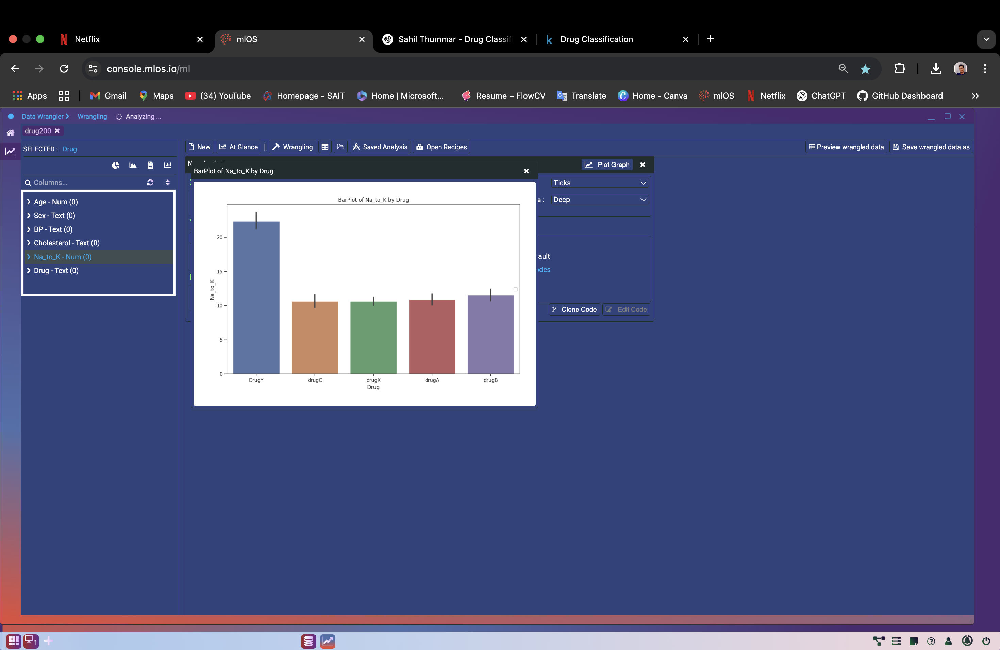 Netflix
mlOS
Sahil Thummar - Drug Classif
Drug Classification
console.mlos.io/ml
Apps
Gmail
Maps
(34) YouTube
Homepage - SAIT
Home | Microsoft...
Resume – FlowCV
Translate
Home - Canva
mlOS
Netflix
ChatGPT
GitHub Dashboard
Data Wrangler
Wrangling
Analyzing ...
drug200
SELECTED : Drug
New
At Glance
|
Wrangling
Saved Analysis
Open Recipes
Preview wrangled data
Save wrangled data as
Columns...
Age - Num (0)
Sex - Text (0)
BP - Text (0)
Cholesterol - Text (0)
Na_to_K - Num (0)
Drug - Text (0)
Plot Graph
BarPlot of Na_to_K by Drug
Ticks
e :
Deep
ault
odes
Clone Code
Edit Code
BarPlot of Na_to_K by Drug
Na_to_K
20
15
10
5
0
DrugY
drugC
drugX
drugA
drugB
Drug
1